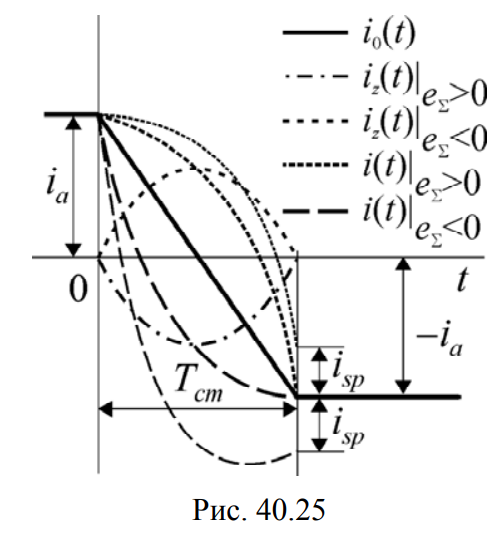 i₀(t)
i_z(t)|e_Σ>0
i_z(t)|e_Σ<0
i(t)|e_Σ>0
i(t)|e_Σ<0
i_a
0
t
−i_a
T_cm
i_sp
i_sp
Рис. 40.25